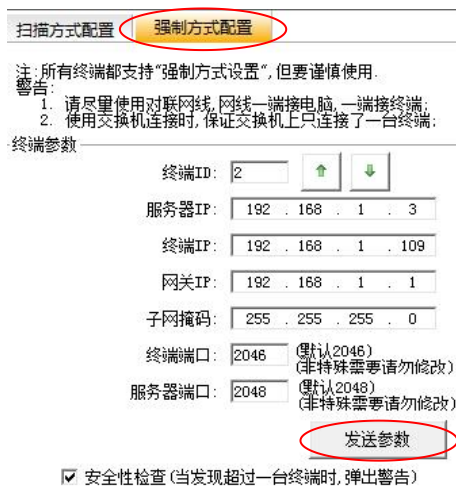 扫描方式配置 强制方式配置
注:所有终端都支持“强制方式设置”,但要谨慎使用.
警告:
1. 请尽量使用对联网线,网线一端接电脑,一端接终端;
2. 使用交换机连接时,保证交换机上只连接了一台终端;
终端参数
终端ID: 2
服务器IP: 192 . 168 . 1 . 3
终端IP: 192 . 168 . 1 . 109
网关IP: 192 . 168 . 1 . 1
子网掩码: 255 . 255 . 255 . 0
终端端口: 2046 (默认2046)
(非特殊需要请勿修改)
服务器端口: 2048 (默认2048)
(非特殊需要请勿修改)
发送参数
安全性检查(当发现超过一台终端时,弹出警告)